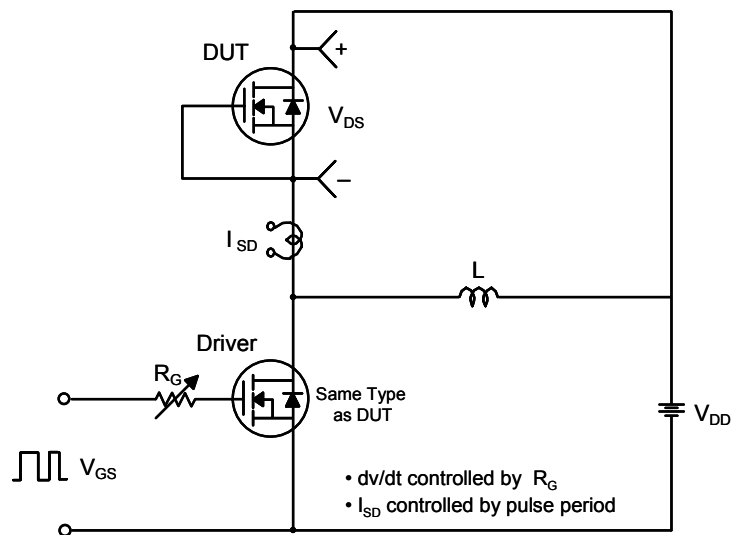 DUT
+
V_DS
–
I_SD
L
Driver
R_G
Same Type
as DUT
V_DD
V_GS
• dv/dt controlled by R_G
• I_SD controlled by pulse period